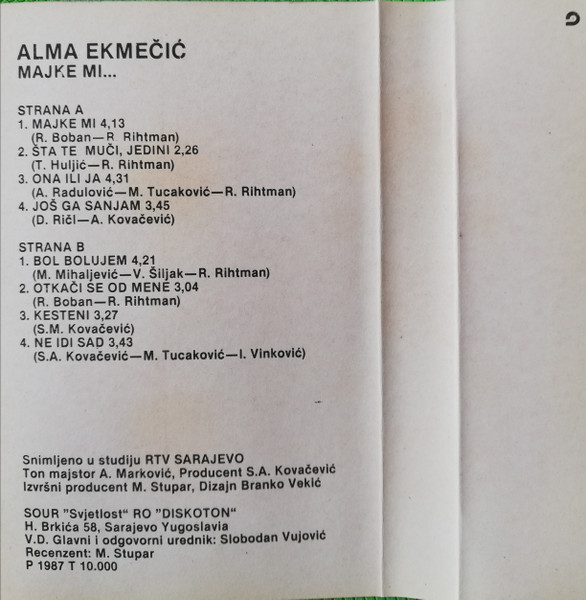 ALMA EKMEČIĆ
MAJKE MI...
STRANA A
1. MAJKE MI 4,13
(R. Boban—R Rihtman)
2. ŠTA TE MUČI, JEDINI 2,26
(T. Huljić—R. Rihtman)
3. ONA ILI JA 4,31
(A. Radulović—M. Tucaković—R. Rihtman)
4. JOŠ GA SANJAM 3,45
(D. Ričl—A. Kovačević)
STRANA B
1. BOL BOLUJEM 4,21
(M. Mihaljević—V. Šiljak—R. Rihtman)
2. OTKAČI SE OD MENE 3,04
(R. Boban—R. Rihtman)
3. KESTENI 3,27
(S.M. Kovačević)
4. NE IDI SAD 3,43
(S.A. Kovačević—M. Tucaković—I. Vinković)
Snimljeno u studiju RTV SARAJEVO
Ton majstor A. Marković, Producent S.A. Kovačević
Izvršni producent M. Stupar, Dizajn Branko Vekić
SOUR "Svjetlost" RO "DISKOTON"
H. Brkića 58, Sarajevo Yugoslavia
V.D. Glavni i odgovorni urednik: Slobodan Vujović
Recenzent: M. Stupar
P 1987 T 10.000